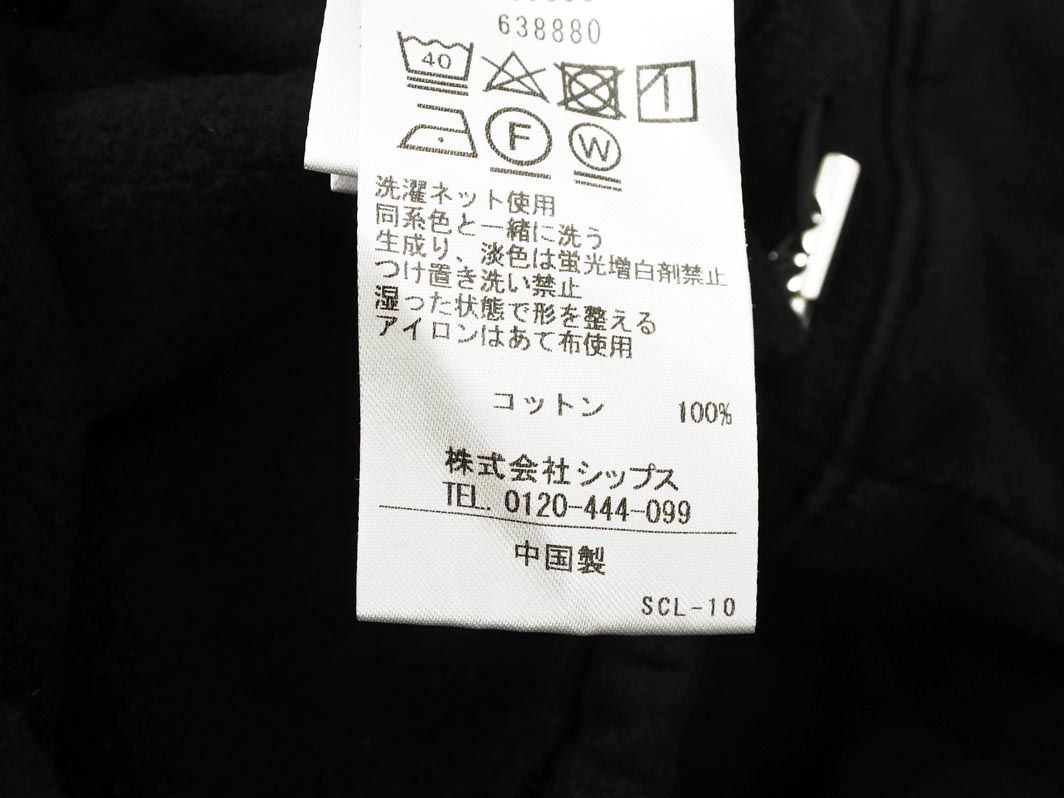 638880
40
F W
洗濯ネット使用
同系色と一緒に洗う
生成り、淡色は蛍光増白剤禁止
つけ置き洗い禁止
湿った状態で形を整える
アイロンはあて布使用
コットン 100%
株式会社シップス
TEL. 0120-444-099
中国製
SCL-10